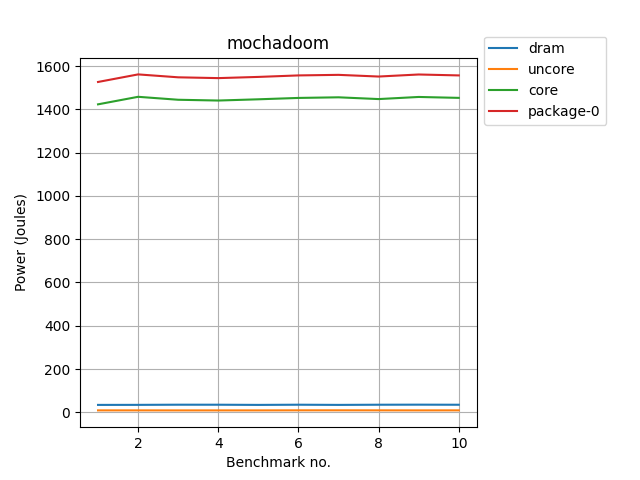 mochadoom
dram
uncore
core
package-0
Power (Joules)
1600
1400
1200
1000
800
600
400
200
0
2 4 6 8 10
Benchmark no.